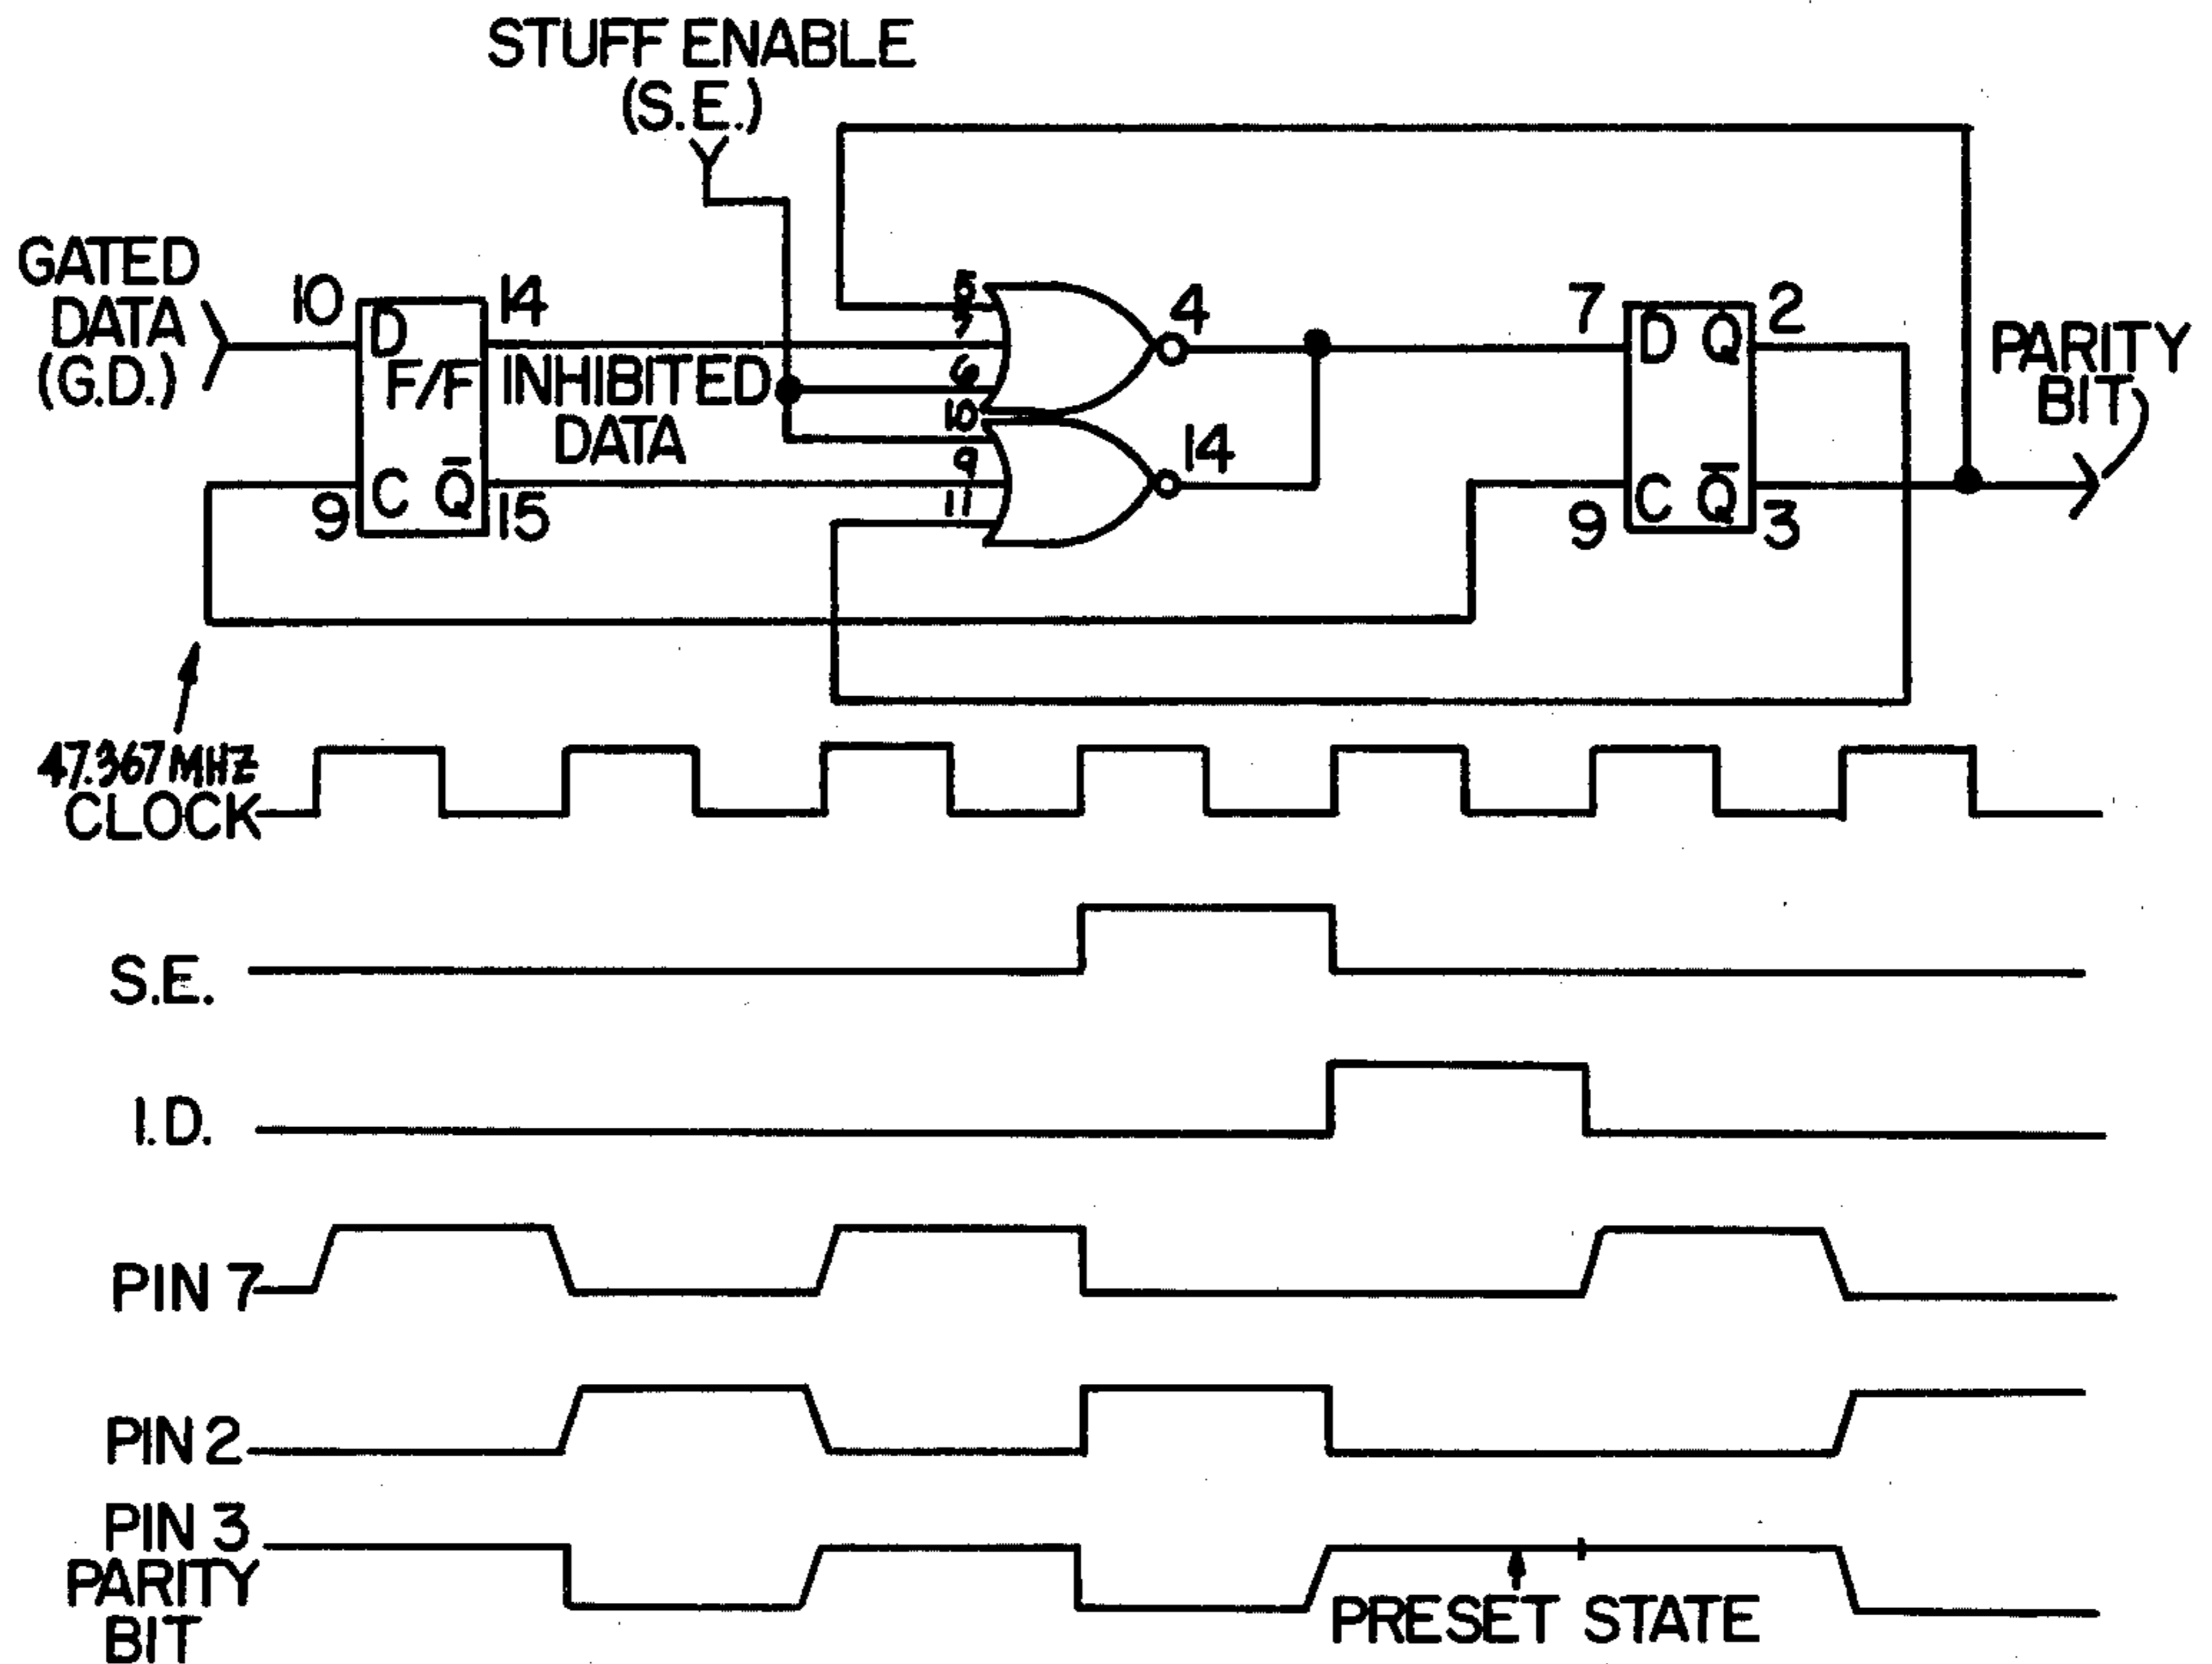 STUFF ENABLE
(S.E.)
GATED
DATA
(G.D.)
10
D
F/F
C Q̅
9
14
15
INHIBITED
DATA
5
7
6
10
9
11
4
14
7
D Q
C Q̅
9
2
3
PARITY
BIT
47.367 MHZ
CLOCK
S.E.
I.D.
PIN 7
PIN 2
PIN 3
PARITY
BIT
PRESET STATE